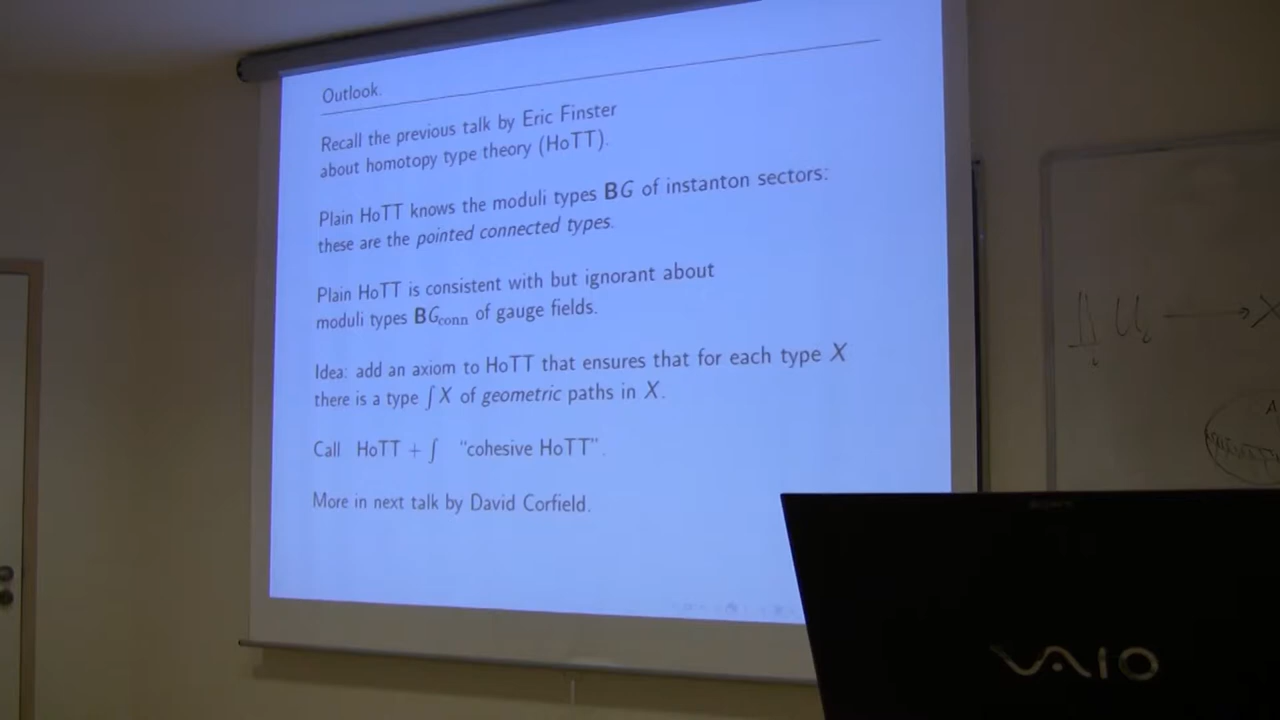 Outlook.
Recall the previous talk by Eric Finster
about homotopy type theory (HoTT).
Plain HoTT knows the moduli types BG of instanton sectors:
these are the pointed connected types.
Plain HoTT is consistent with but ignorant about
moduli types BG_conn of gauge fields.
Idea: add an axiom to HoTT that ensures that for each type X
there is a type ∫ X of geometric paths in X.
Call HoTT + ∫ “cohesive HoTT”.
More in next talk by David Corfield.
∐ U_i → X
i
SONY
VAIO